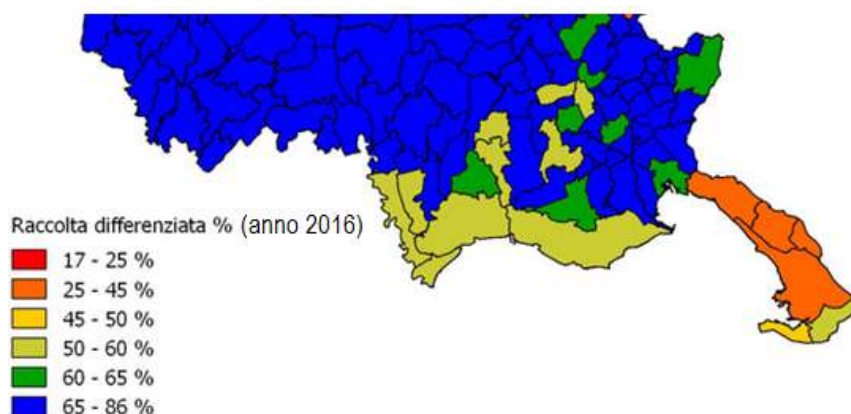 Raccolta differenziata % (anno 2016)
17 - 25 %
25 - 45 %
45 - 50 %
50 - 60 %
60 - 65 %
65 - 86 %